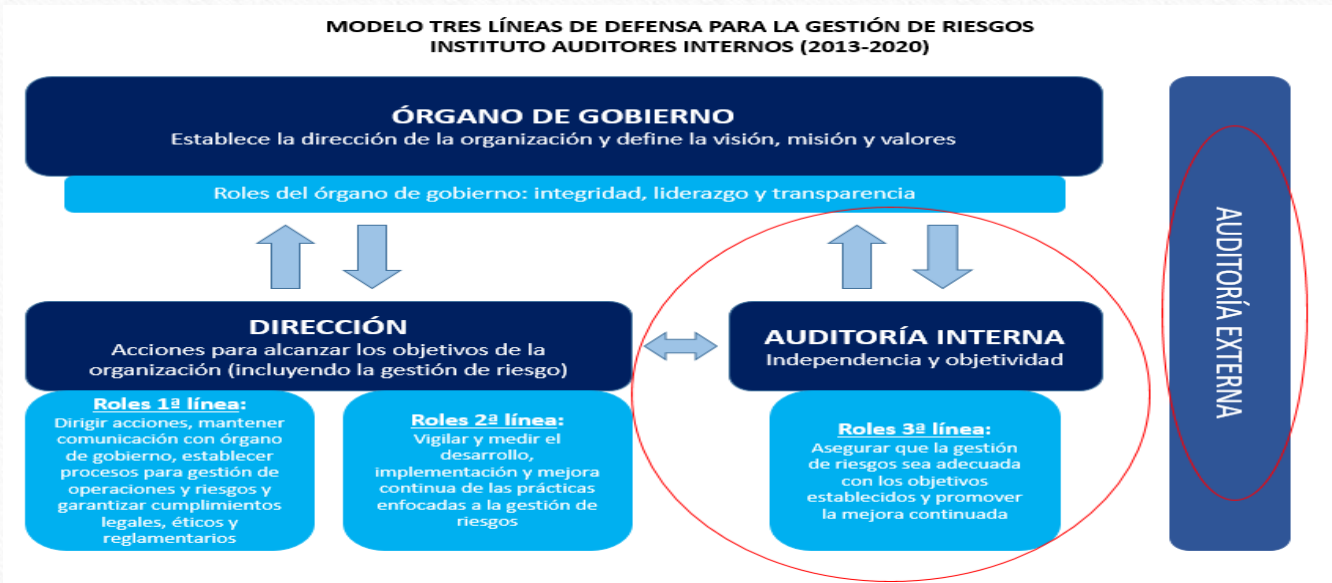 MODELO TRES LÍNEAS DE DEFENSA PARA LA GESTIÓN DE RIESGOS
INSTITUTO AUDITORES INTERNOS (2013-2020)
ÓRGANO DE GOBIERNO
Establece la dirección de la organización y define la visión, misión y valores
Roles del órgano de gobierno: integridad, liderazgo y transparencia
DIRECCIÓN
Acciones para alcanzar los objetivos de la
organización (incluyendo la gestión de riesgo)
Roles 1ª línea:
Dirigir acciones, mantener
comunicación con órgano
de gobierno, establecer
procesos para gestión de
operaciones y riesgos y
garantizar cumplimientos
legales, éticos y
reglamentarios
Roles 2ª línea:
Vigilar y medir el
desarrollo,
implementación y mejora
continua de las prácticas
enfocadas a la gestión de
riesgos
AUDITORÍA INTERNA
Independencia y objetividad
Roles 3ª línea:
Asegurar que la gestión
de riesgos sea adecuada
con los objetivos
establecidos y promover
la mejora continuada
AUDITORÍA EXTERNA